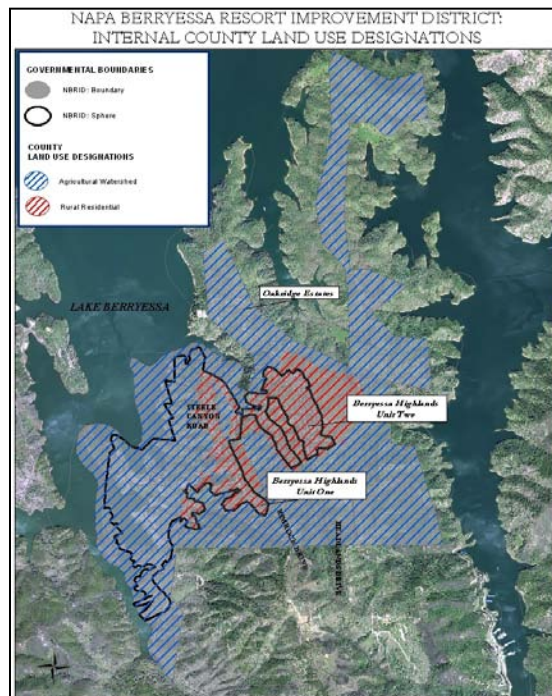 NAPA BERRYESSA RESORT IMPROVEMENT DISTRICT:
INTERNAL COUNTY LAND USE DESIGNATIONS
GOVERNMENTAL BOUNDARIES
NBRID: Boundary
NBRID: Sphere
COUNTY
LAND USE DESIGNATIONS
Agricultural Watershed
Rural Residential
Oakridge Estates
LAKE BERRYESSA
STEELE
CANYON
ROAD
Berryessa Highlands
Unit Two
Berryessa Highlands
Unit One